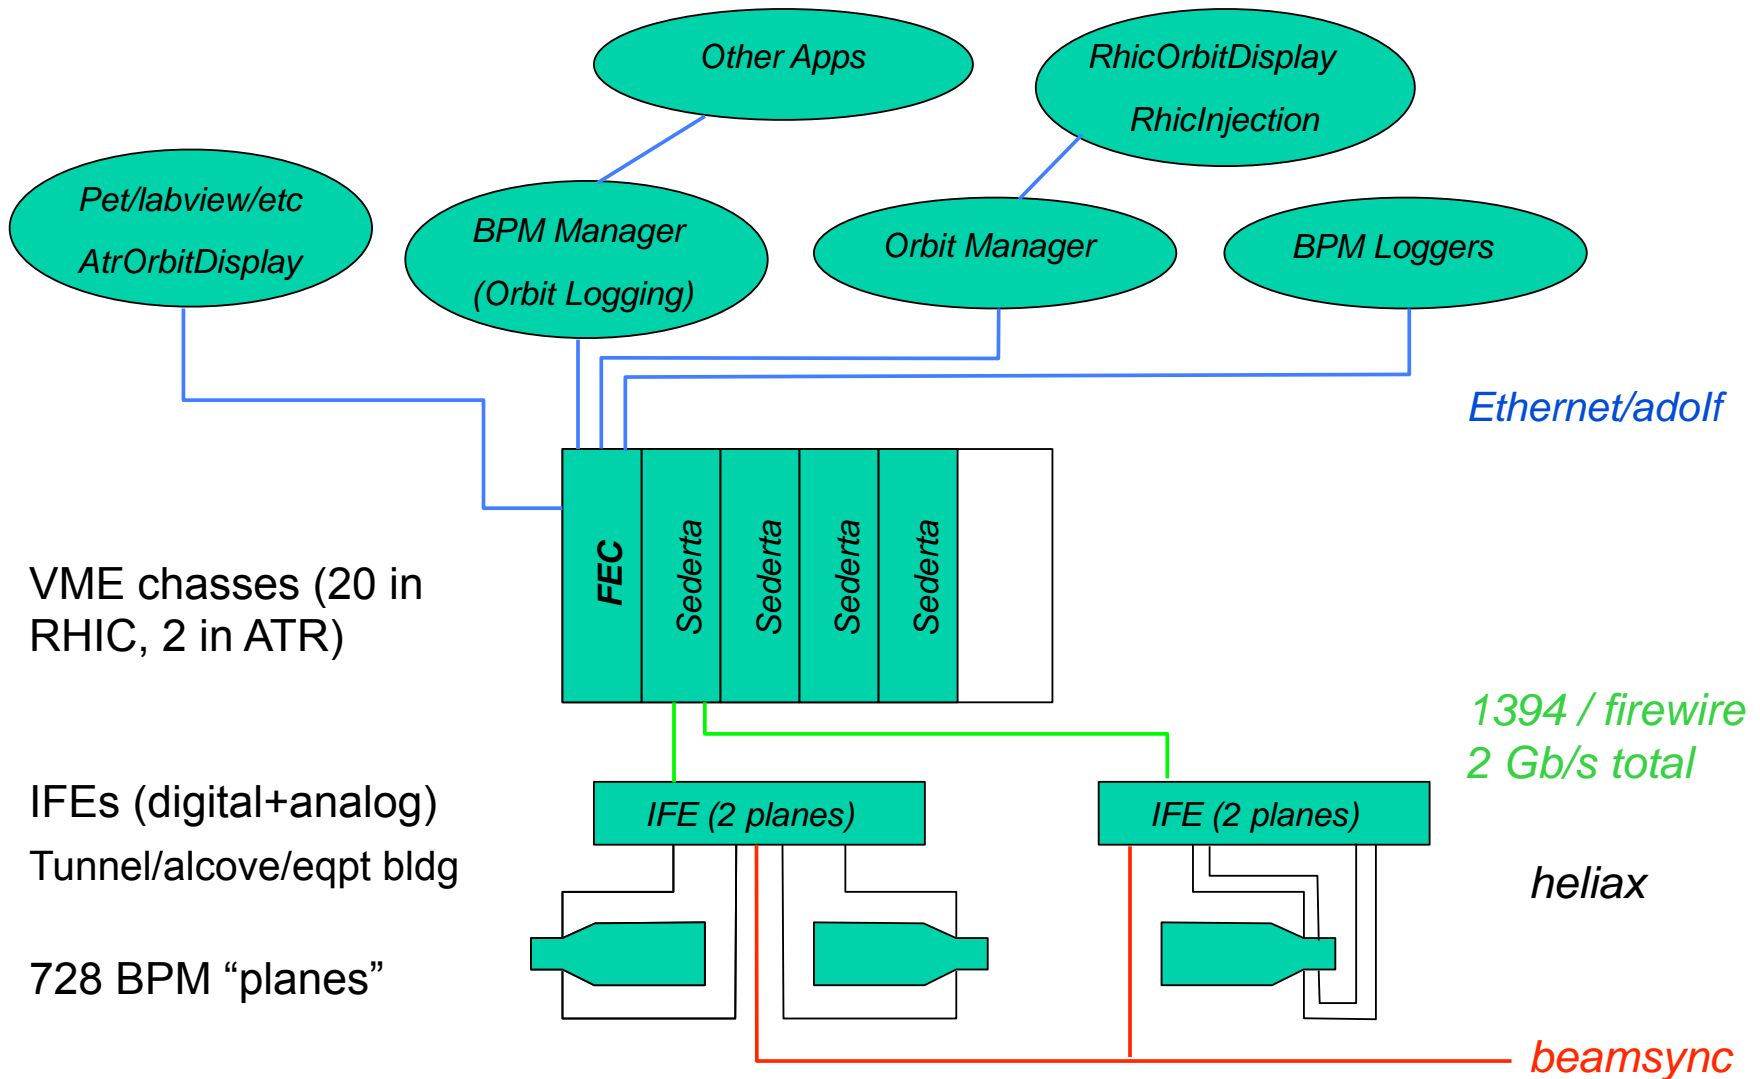 Other Apps
RhicOrbitDisplay
RhicInjection
Pet/labview/etc
AtrOrbitDisplay
BPM Manager
(Orbit Logging)
Orbit Manager
BPM Loggers
Ethernet/adolf
FEC
Sederta
Sederta
Sederta
Sederta
VME chasses (20 in
RHIC, 2 in ATR)
1394 / firewire
2 Gb/s total
IFEs (digital+analog)
IFE (2 planes)
IFE (2 planes)
Tunnel/alcove/eqpt bldg
heliax
728 BPM “planes”
beamsync